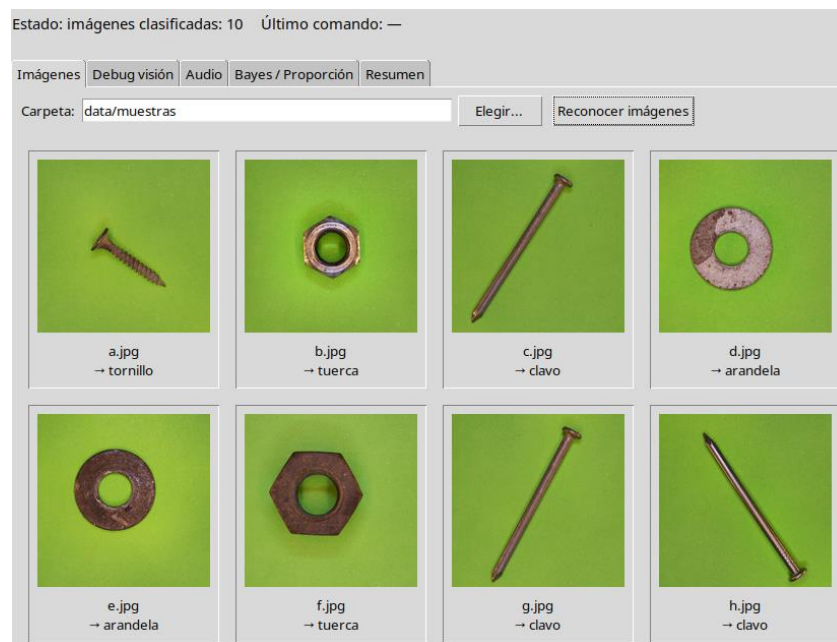 Estado: imágenes clasificadas: 10 Último comando: —
Imágenes Debug visión Audio Bayes / Proporción Resumen
Carpeta: data/muestras Elegir... Reconocer imágenes
a.jpg b.jpg c.jpg d.jpg
→ tornillo → tuerca → clavo → arandela
e.jpg f.jpg g.jpg h.jpg
→ arandela → tuerca → clavo → clavo